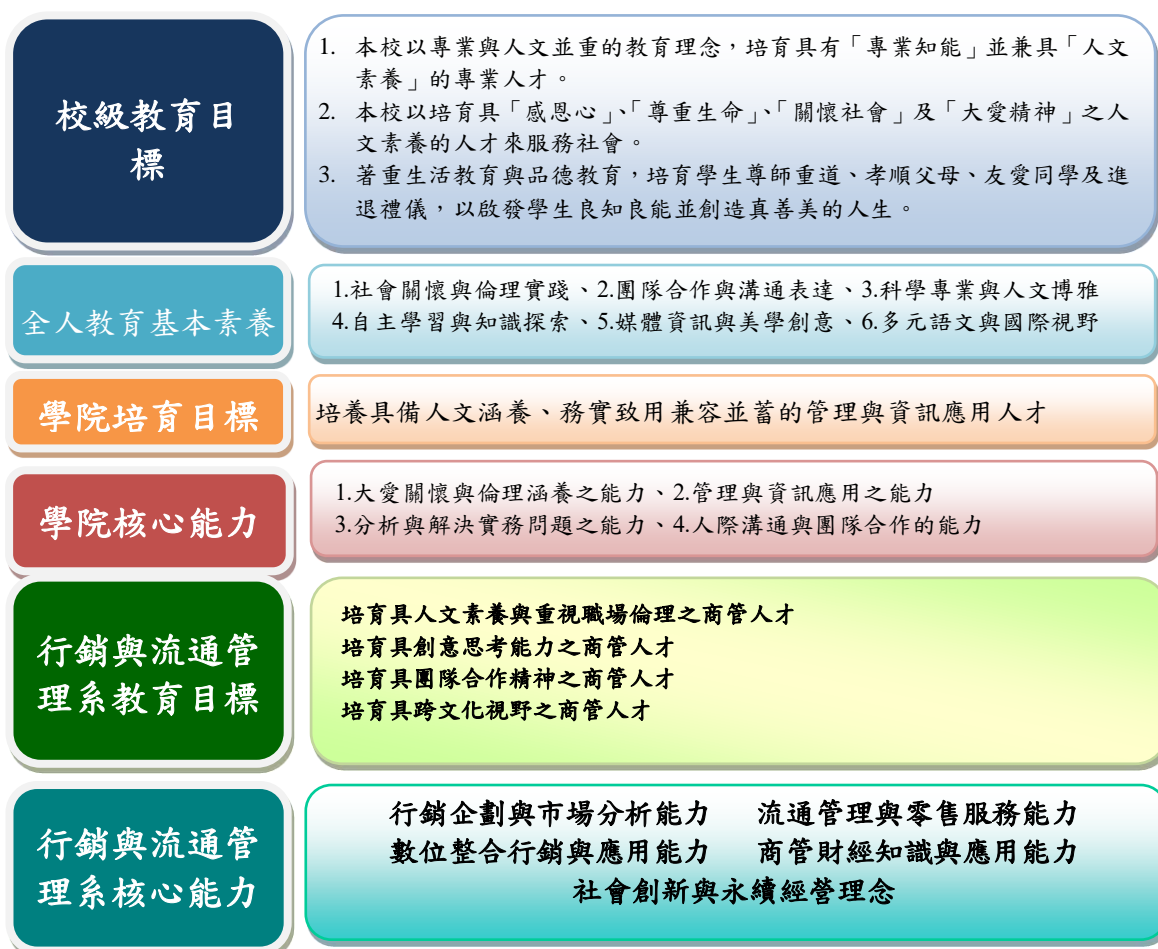 校級教育目
標
1. 本校以專業與人文並重的教育理念，培育具有「專業知能」並兼具「人文
素養」的專業人才。
2. 本校以培育具「感恩心」、「尊重生命」、「關懷社會」及「大愛精神」之人
文素養的人才來服務社會。
3. 著重生活教育與品德教育，培育學生尊師重道、孝順父母、友愛同學及進
退禮儀，以啟發學生良知良能並創造真善美的人生。
全人教育基本素養
1.社會關懷與倫理實踐、2.團隊合作與溝通表達、3.科學專業與人文博雅
4.自主學習與知識探索、5.媒體資訊與美學創意、6.多元語文與國際視野
學院培育目標
培養具備人文涵養、務實致用兼容並蓄的管理與資訊應用人才
學院核心能力
1.大愛關懷與倫理涵養之能力、2.管理與資訊應用之能力
3.分析與解決實務問題之能力、4.人際溝通與團隊合作的能力
行銷與流通管
理系教育目標
培育具人文素養與重視職場倫理之商管人才
培育具創意思考能力之商管人才
培育具團隊合作精神之商管人才
培育具跨文化視野之商管人才
行銷與流通管
理系核心能力
行銷企劃與市場分析能力 流通管理與零售服務能力
數位整合行銷與應用能力 商管財經知識與應用能力
社會創新與永續經營理念